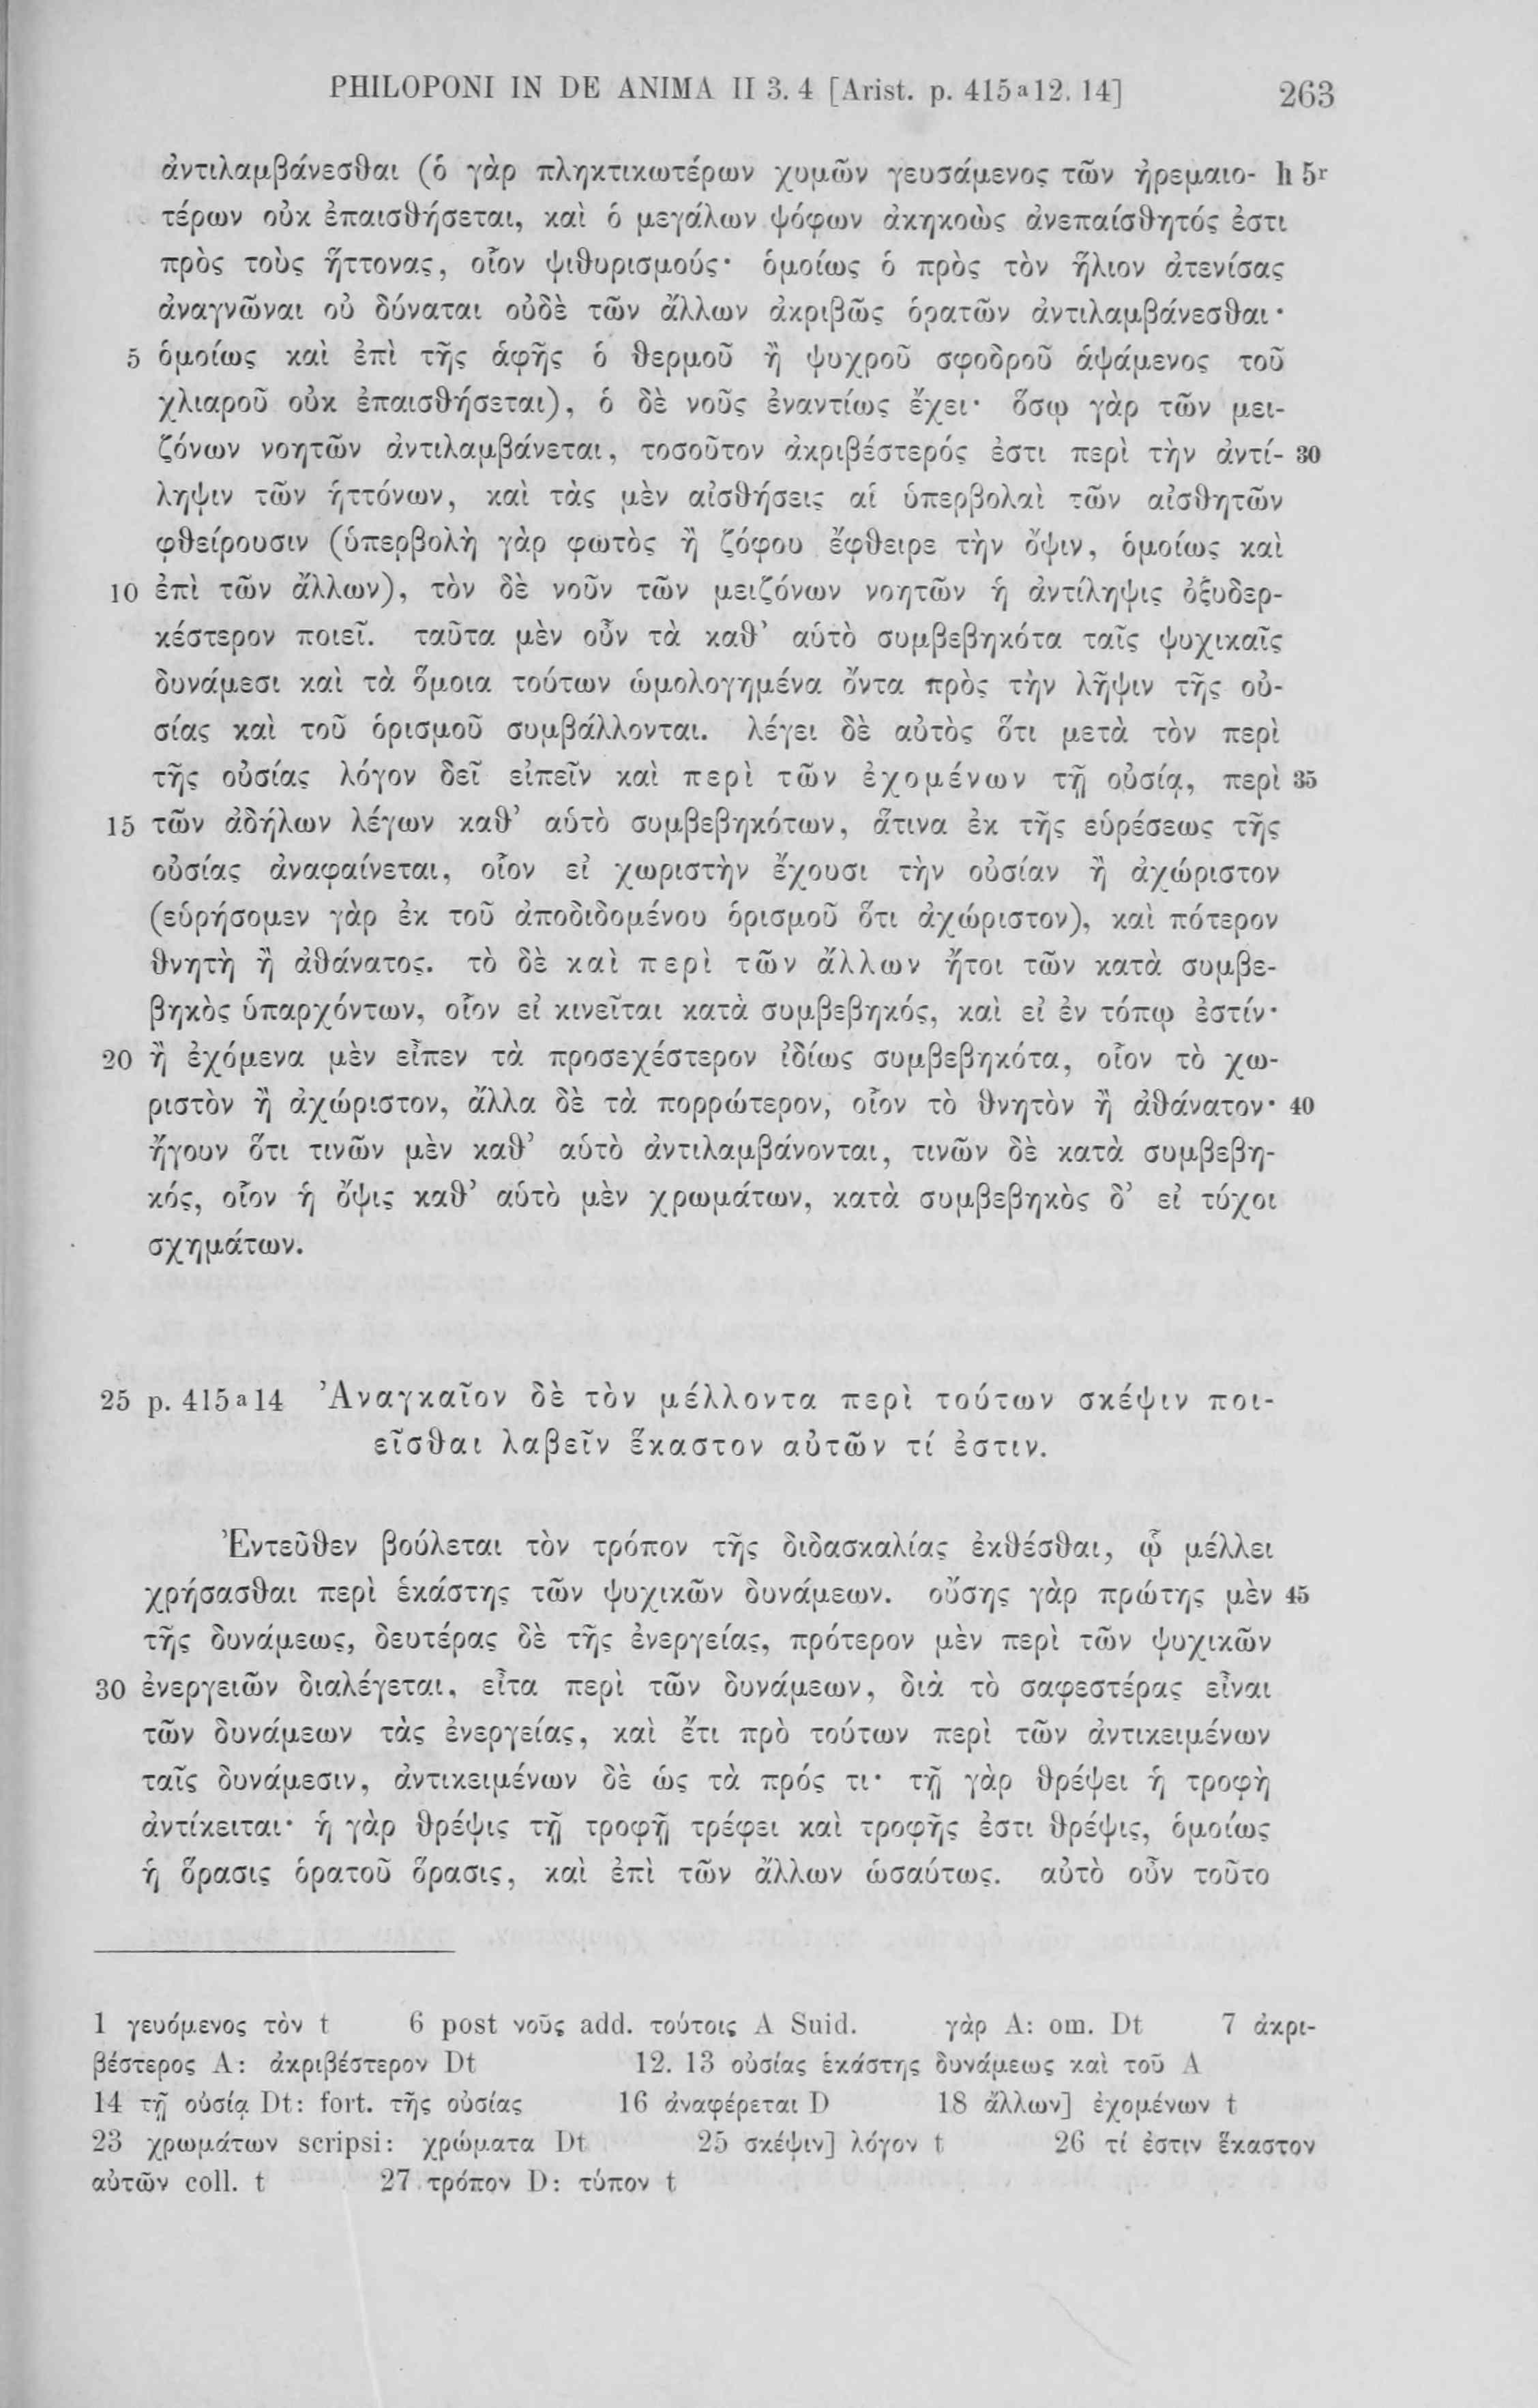 PHILOPONI IN DE ANIMA II 3. 4 [Arist. p. 415ᵃ12. 14] 263
ἀντιλαμβάνεσθαι (ὁ γὰρ πληκτικωτέρων χυμῶν γευσάμενος τῶν ἠρεμαιο- h 5ʳ
τέρων οὐκ ἐπαισθήσεται, καὶ ὁ μεγάλων ψόφων ἀκηκοὼς ἀνεπαίσθητός ἐστι
πρὸς τοὺς ἥττονας, οἷον ψιθυρισμούς· ὁμοίως ὁ πρὸς τὸν ἥλιον ἀτενίσας
ἀναγνῶναι οὐ δύναται οὐδὲ τῶν ἄλλων ἀκριβῶς ὁρατῶν ἀντιλαμβάνεσθαι·
5 ὁμοίως καὶ ἐπὶ τῆς ἁφῆς ὁ θερμοῦ ἢ ψυχροῦ σφοδροῦ ἁψάμενος τοῦ
χλιαροῦ οὐκ ἐπαισθήσεται), ὁ δὲ νοῦς ἐναντίως ἔχει· ὅσῳ γὰρ τῶν μει-
ζόνων νοητῶν ἀντιλαμβάνεται, τοσοῦτον ἀκριβέστερός ἐστι περὶ τὴν ἀντί- 30
ληψιν τῶν ἡττόνων, καὶ τὰς μὲν αἰσθήσεις αἱ ὑπερβολαὶ τῶν αἰσθητῶν
φθείρουσιν (ὑπερβολὴ γὰρ φωτὸς ἢ ζόφου ἔφθειρε τὴν ὄψιν, ὁμοίως καὶ
10 ἐπὶ τῶν ἄλλων), τὸν δὲ νοῦν τῶν μειζόνων νοητῶν ἡ ἀντίληψις ὀξυδερ-
κέστερον ποιεῖ. ταῦτα μὲν οὖν τὰ καθ’ αὑτὸ συμβεβηκότα ταῖς ψυχικαῖς
δυνάμεσι καὶ τὰ ὅμοια τούτων ὡμολογημένα ὄντα πρὸς τὴν λῆψιν τῆς οὐ-
σίας καὶ τοῦ ὁρισμοῦ συμβάλλονται. λέγει δὲ αὐτὸς ὅτι μετὰ τὸν περὶ
τῆς οὐσίας λόγον δεῖ εἰπεῖν καὶ περὶ τῶν ἐχομένων τῇ οὐσίᾳ, περὶ 35
15 τῶν ἀδήλων λέγων καθ’ αὑτὸ συμβεβηκότων, ἅτινα ἐκ τῆς εὑρέσεως τῆς
οὐσίας ἀναφαίνεται, οἷον εἰ χωριστὴν ἔχουσι τὴν οὐσίαν ἢ ἀχώριστον
(εὑρήσομεν γὰρ ἐκ τοῦ ἀποδιδομένου ὁρισμοῦ ὅτι ἀχώριστον), καὶ πότερον
θνητὴ ἢ ἀθάνατος. τὸ δὲ καὶ περὶ τῶν ἄλλων ἤτοι τῶν κατὰ συμβε-
βηκὸς ὑπαρχόντων, οἷον εἰ κινεῖται κατὰ συμβεβηκός, καὶ εἰ ἐν τόπῳ ἐστίν·
20 ἢ ἐχόμενα μὲν εἶπεν τὰ προσεχέστερον ἰδίως συμβεβηκότα, οἷον τὸ χω-
ριστὸν ἢ ἀχώριστον, ἄλλα δὲ τὰ πορρώτερον, οἷον τὸ θνητὸν ἢ ἀθάνατον· 40
ἤγουν ὅτι τινῶν μὲν καθ’ αὑτὸ ἀντιλαμβάνονται, τινῶν δὲ κατὰ συμβεβη-
κός, οἷον ἡ ὄψις καθ’ αὑτὸ μὲν χρωμάτων, κατὰ συμβεβηκὸς δ’ εἰ τύχοι
σχημάτων.
25 p. 415ᵃ14 Ἀναγκαῖον δὲ τὸν μέλλοντα περὶ τούτων σκέψιν ποι-
εῖσθαι λαβεῖν ἕκαστον αὐτῶν τί ἐστιν.
Ἐντεῦθεν βούλεται τὸν τρόπον τῆς διδασκαλίας ἐκθέσθαι, ᾧ μέλλει
χρήσασθαι περὶ ἑκάστης τῶν ψυχικῶν δυνάμεων. οὔσης γὰρ πρώτης μὲν 45
τῆς δυνάμεως, δευτέρας δὲ τῆς ἐνεργείας, πρότερον μὲν περὶ τῶν ψυχικῶν
30 ἐνεργειῶν διαλέγεται, εἶτα περὶ τῶν δυνάμεων, διὰ τὸ σαφεστέρας εἶναι
τῶν δυνάμεων τὰς ἐνεργείας, καὶ ἔτι πρὸ τούτων περὶ τῶν ἀντικειμένων
ταῖς δυνάμεσιν, ἀντικειμένων δὲ ὡς τὰ πρός τι· τῇ γὰρ θρέψει ἡ τροφὴ
ἀντίκειται· ἡ γὰρ θρέψις τῇ τροφῇ τρέφει καὶ τροφῆς ἐστι θρέψις, ὁμοίως
ἡ ὅρασις ὁρατοῦ ὅρασις, καὶ ἐπὶ τῶν ἄλλων ὡσαύτως. αὐτὸ οὖν τοῦτο
1 γευόμενος τὸν t 6 post νοῦς add. τούτοις A Suid. γὰρ A: om. Dt 7 ἀκρι-
βέστερος A: ἀκριβέστερον Dt 12. 13 οὐσίας ἑκάστης δυνάμεως καὶ τοῦ A
14 τῇ οὐσίᾳ Dt: fort. τῆς οὐσίας 16 ἀναφέρεται D 18 ἄλλων] ἐχομένων t
23 χρωμάτων scripsi: χρώματα Dt 25 σκέψιν] λόγον t 26 τί ἐστιν ἕκαστον
αὐτῶν coll. t 27 τρόπον D: τύπον t